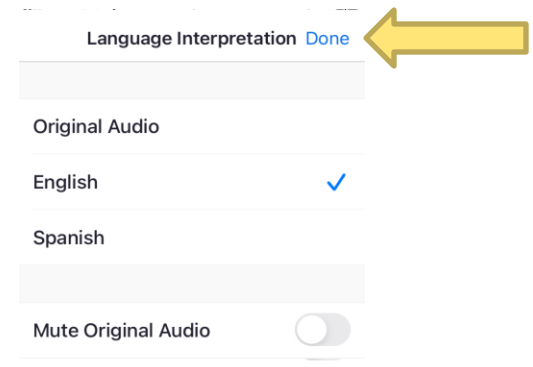 Language Interpretation Done
Original Audio
English
Spanish
Mute Original Audio